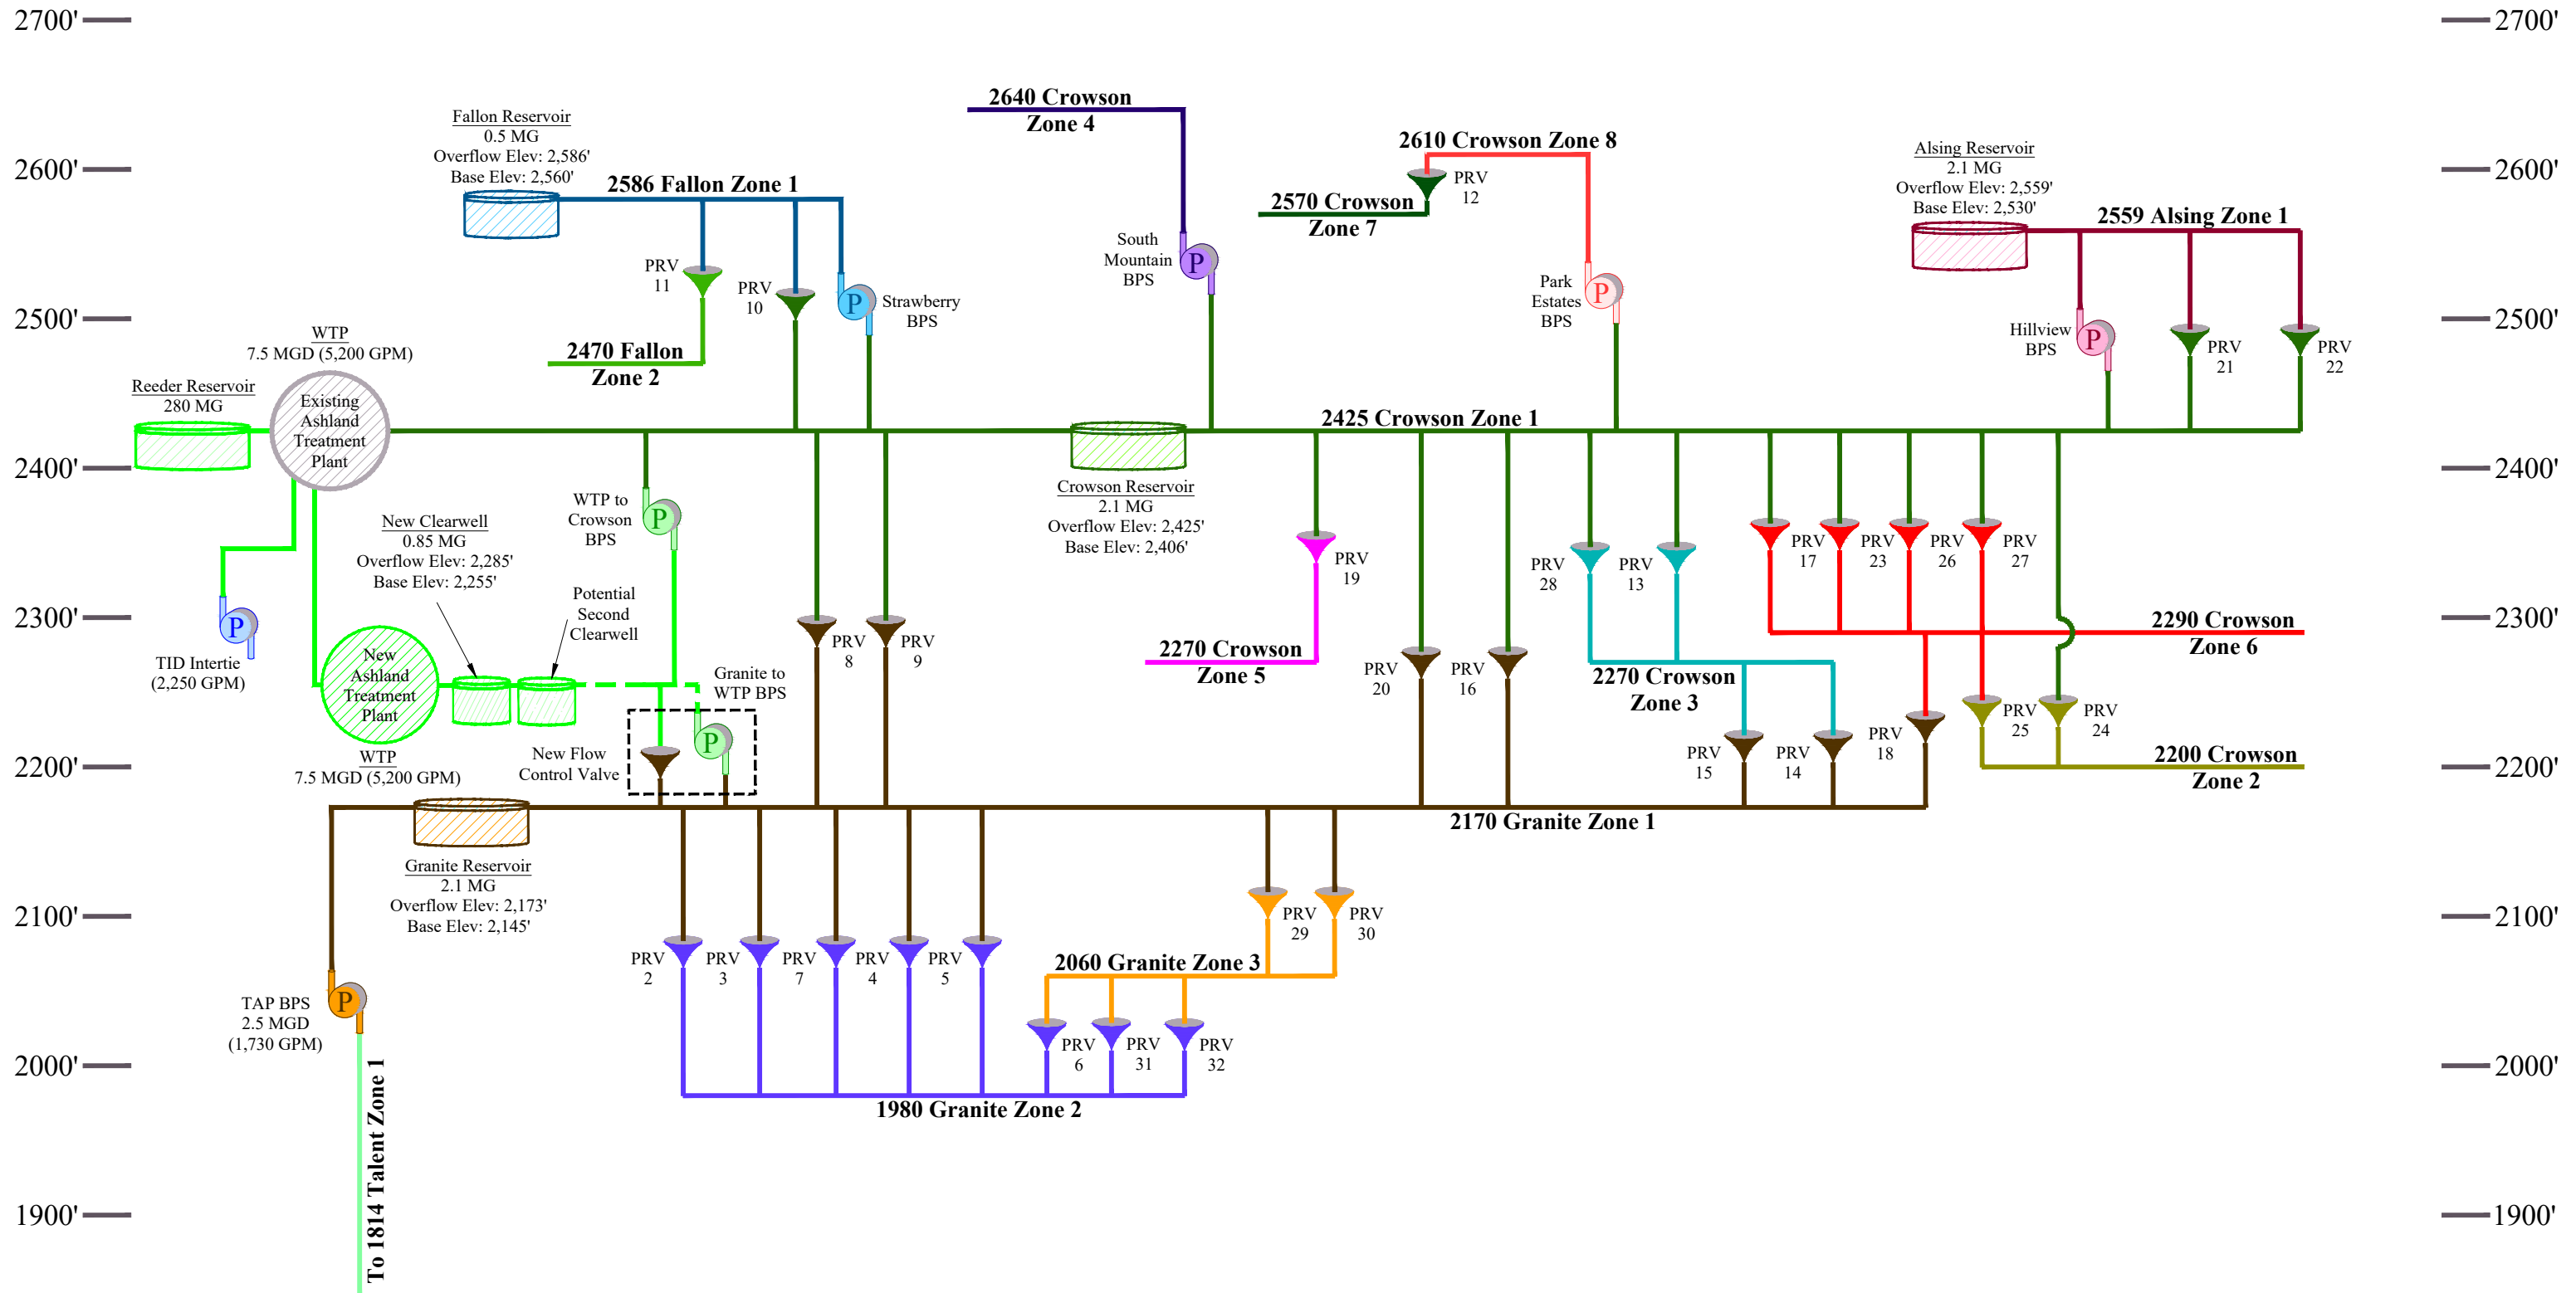 2700'
2700'
2640 Crowson
Zone 4
Fallon Reservoir
0.5 MG
Overflow Elev: 2,586'
Base Elev: 2,560'
2610 Crowson Zone 8
Alsing Reservoir
2.1 MG
Overflow Elev: 2,559'
Base Elev: 2,530'
2600'
2600'
2586 Fallon Zone 1
PRV
12
2570 Crowson
Zone 7
2559 Alsing Zone 1
South
Mountain
BPS
P
PRV
11
PRV
10
P
Strawberry
BPS
Park
Estates
BPS
P
2500'
2500'
Hillview
BPS
P
PRV
21
PRV
22
WTP
7.5 MGD (5,200 GPM)
2470 Fallon
Zone 2
Reeder Reservoir
280 MG
Existing
Ashland
Treatment
Plant
2425 Crowson Zone 1
2400'
2400'
Crowson Reservoir
2.1 MG
Overflow Elev: 2,425'
Base Elev: 2,406'
WTP to
Crowson
BPS
P
New Clearwell
0.85 MG
Overflow Elev: 2,285'
Base Elev: 2,255'
Potential
Second
Clearwell
PRV
19
PRV
28
PRV
13
PRV
17
PRV
23
PRV
26
PRV
27
2300'
2300'
P
TID Intertie
(2,250 GPM)
PRV
8
PRV
9
2290 Crowson
Zone 6
2270 Crowson
Zone 5
PRV
20
PRV
16
2270 Crowson
Zone 3
New
Ashland
Treatment
Plant
WTP
7.5 MGD (5,200 GPM)
Granite to
WTP BPS
P
New Flow
Control Valve
PRV
15
PRV
14
PRV
18
PRV
25
PRV
24
2200'
2200'
2200 Crowson
Zone 2
2170 Granite Zone 1
Granite Reservoir
2.1 MG
Overflow Elev: 2,173'
Base Elev: 2,145'
2100'
2100'
PRV
29
PRV
30
PRV
2
PRV
3
PRV
7
PRV
4
PRV
5
2060 Granite Zone 3
TAP BPS
2.5 MGD
(1,730 GPM)
P
PRV
6
PRV
31
PRV
32
2000'
2000'
1980 Granite Zone 2
To 1814 Talent Zone 1
1900'
1900'